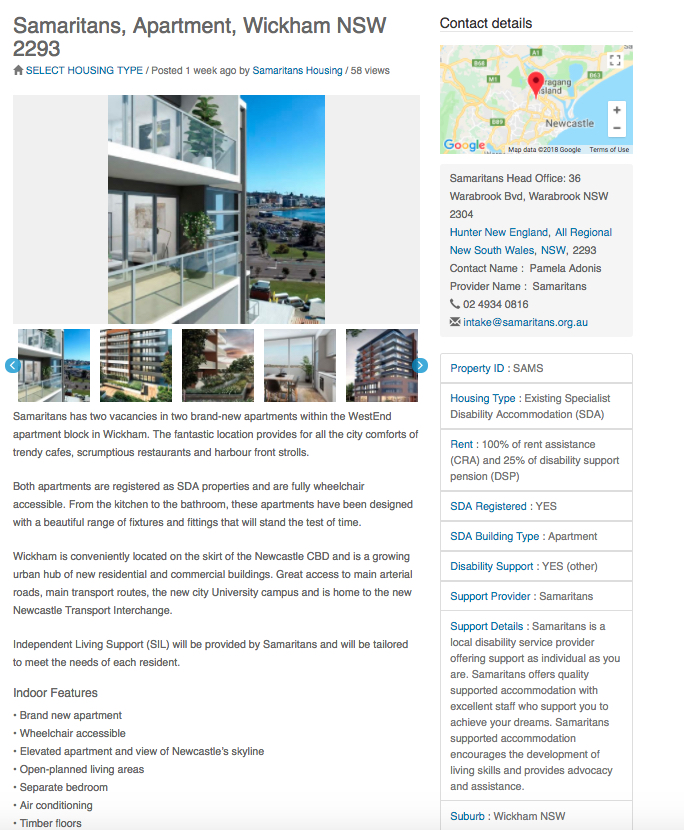 Samaritans, Apartment, Wickham NSW
2293
SELECT HOUSING TYPE / Posted 1 week ago by Samaritans Housing / 58 views
Samaritans has two vacancies in two brand-new apartments within the WestEnd
apartment block in Wickham. The fantastic location provides for all the city comforts of
trendy cafes, scrumptious restaurants and harbour front strolls.
Both apartments are registered as SDA properties and are fully wheelchair
accessible. From the kitchen to the bathroom, these apartments have been designed
with a beautiful range of fixtures and fittings that will stand the test of time.
Wickham is conveniently located on the skirt of the Newcastle CBD and is a growing
urban hub of new residential and commercial buildings. Great access to main arterial
roads, main transport routes, the new city University campus and is home to the new
Newcastle Transport Interchange.
Independent Living Support (SIL) will be provided by Samaritans and will be tailored
to meet the needs of each resident.
Indoor Features
• Brand new apartment
• Wheelchair accessible
• Elevated apartment and view of Newcastle's skyline
• Open-planned living areas
• Separate bedroom
• Air conditioning
• Timber floors
Contact details
A1
B68
M1
B63
ragang
Island
B89
Newcastle
+
−
Google
Map data ©2018 Google
Terms of Use
Samaritans Head Office: 36
Warabrook Bvd, Warabrook NSW
2304
Hunter New England, All Regional
New South Wales, NSW, 2293
Contact Name : Pamela Adonis
Provider Name : Samaritans
02 4934 0816
intake@samaritans.org.au
Property ID : SAMS
Housing Type : Existing Specialist
Disability Accommodation (SDA)
Rent : 100% of rent assistance
(CRA) and 25% of disability support
pension (DSP)
SDA Registered : YES
SDA Building Type : Apartment
Disability Support : YES (other)
Support Provider : Samaritans
Support Details : Samaritans is a
local disability service provider
offering support as individual as you
are. Samaritans offers quality
supported accommodation with
excellent staff who support you to
achieve your dreams. Samaritans
supported accommodation
encourages the development of
living skills and provides advocacy
and assistance.
Suburb : Wickham NSW